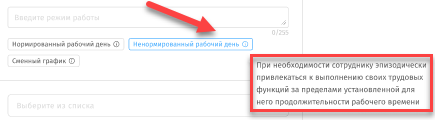 Введите режим работы
0/255
Нормированный рабочий день
Ненормированный рабочий день
Сменный график
При необходимости сотруднику эпизодически
привлекаться к выполнению своих трудовых
функций за пределами установленной для
него продолжительности рабочего времени
Выберите из списка